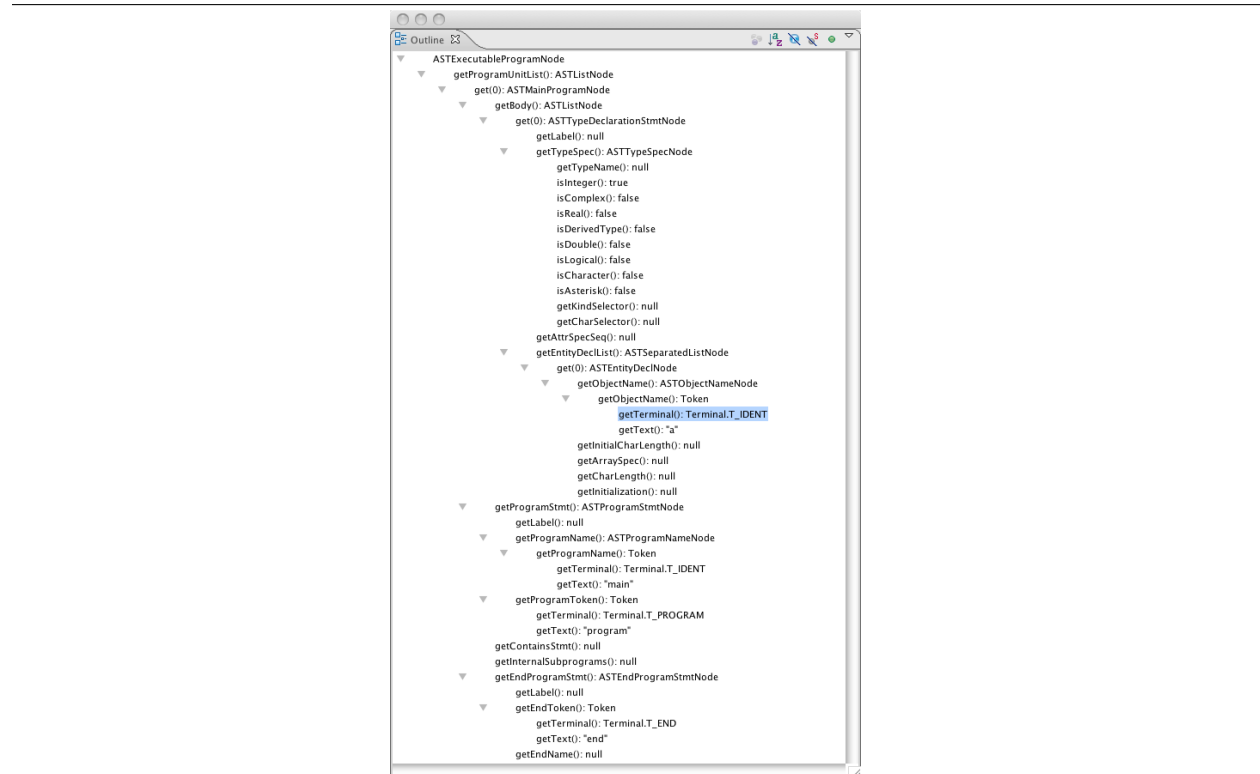 Outline
ASTExecutableProgramNode
getProgramUnitList(): ASTListNode
get(0): ASTMainProgramNode
getBody(): ASTListNode
get(0): ASTTypeDeclarationStmtNode
getLabel(): null
getTypeSpec(): ASTTypeSpecNode
getTypeName(): null
isInteger(): true
isComplex(): false
isReal(): false
isDerivedType(): false
isDouble(): false
isLogical(): false
isCharacter(): false
isAsterisk(): false
getKindSelector(): null
getCharSelector(): null
getAttrSpecSeq(): null
getEntityDeclList(): ASTSeparatedListNode
get(0): ASTEntityDeclNode
getObjectName(): ASTObjectNameNode
getObjectName(): Token
getTerminal(): Terminal.T_IDENT
getText(): "a"
getInitialCharLength(): null
getArraySpec(): null
getCharLength(): null
getInitialization(): null
getProgramStmt(): ASTProgramStmtNode
getLabel(): null
getProgramName(): ASTProgramNameNode
getProgramName(): Token
getTerminal(): Terminal.T_IDENT
getText(): "main"
getProgramToken(): Token
getTerminal(): Terminal.T_PROGRAM
getText(): "program"
getContainsStmt(): null
getInternalSubprograms(): null
getEndProgramStmt(): ASTEndProgramStmtNode
getLabel(): null
getEndToken(): Token
getTerminal(): Terminal.T_END
getText(): "end"
getEndName(): null